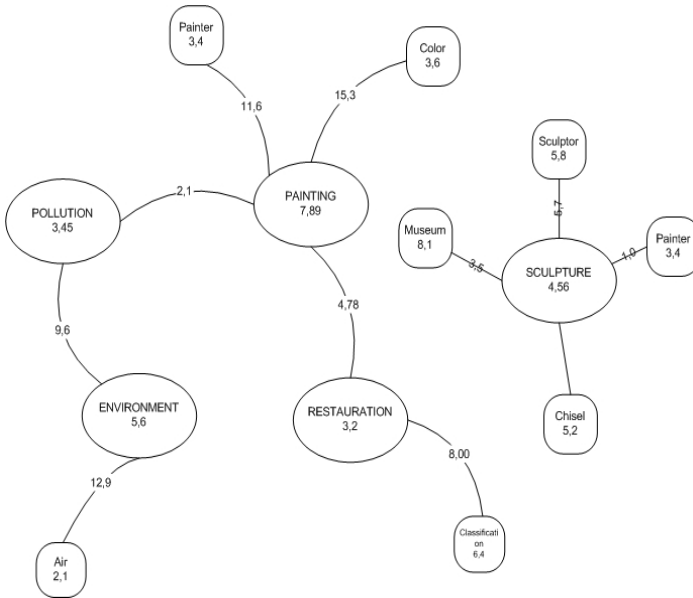 Painter
3,4
Color
3,6
11,6
15,3
Sculptor
5,8
PAINTING
7,89
2,1
POLLUTION
3,45
5,7
Museum
8,1
Painter
3,4
1,0
3,5
SCULPTURE
4,56
4,78
9,6
ENVIRONMENT
5,6
RESTAURATION
3,2
Chisel
5,2
8,00
12,9
Classificati
on
6,4
Air
2,1